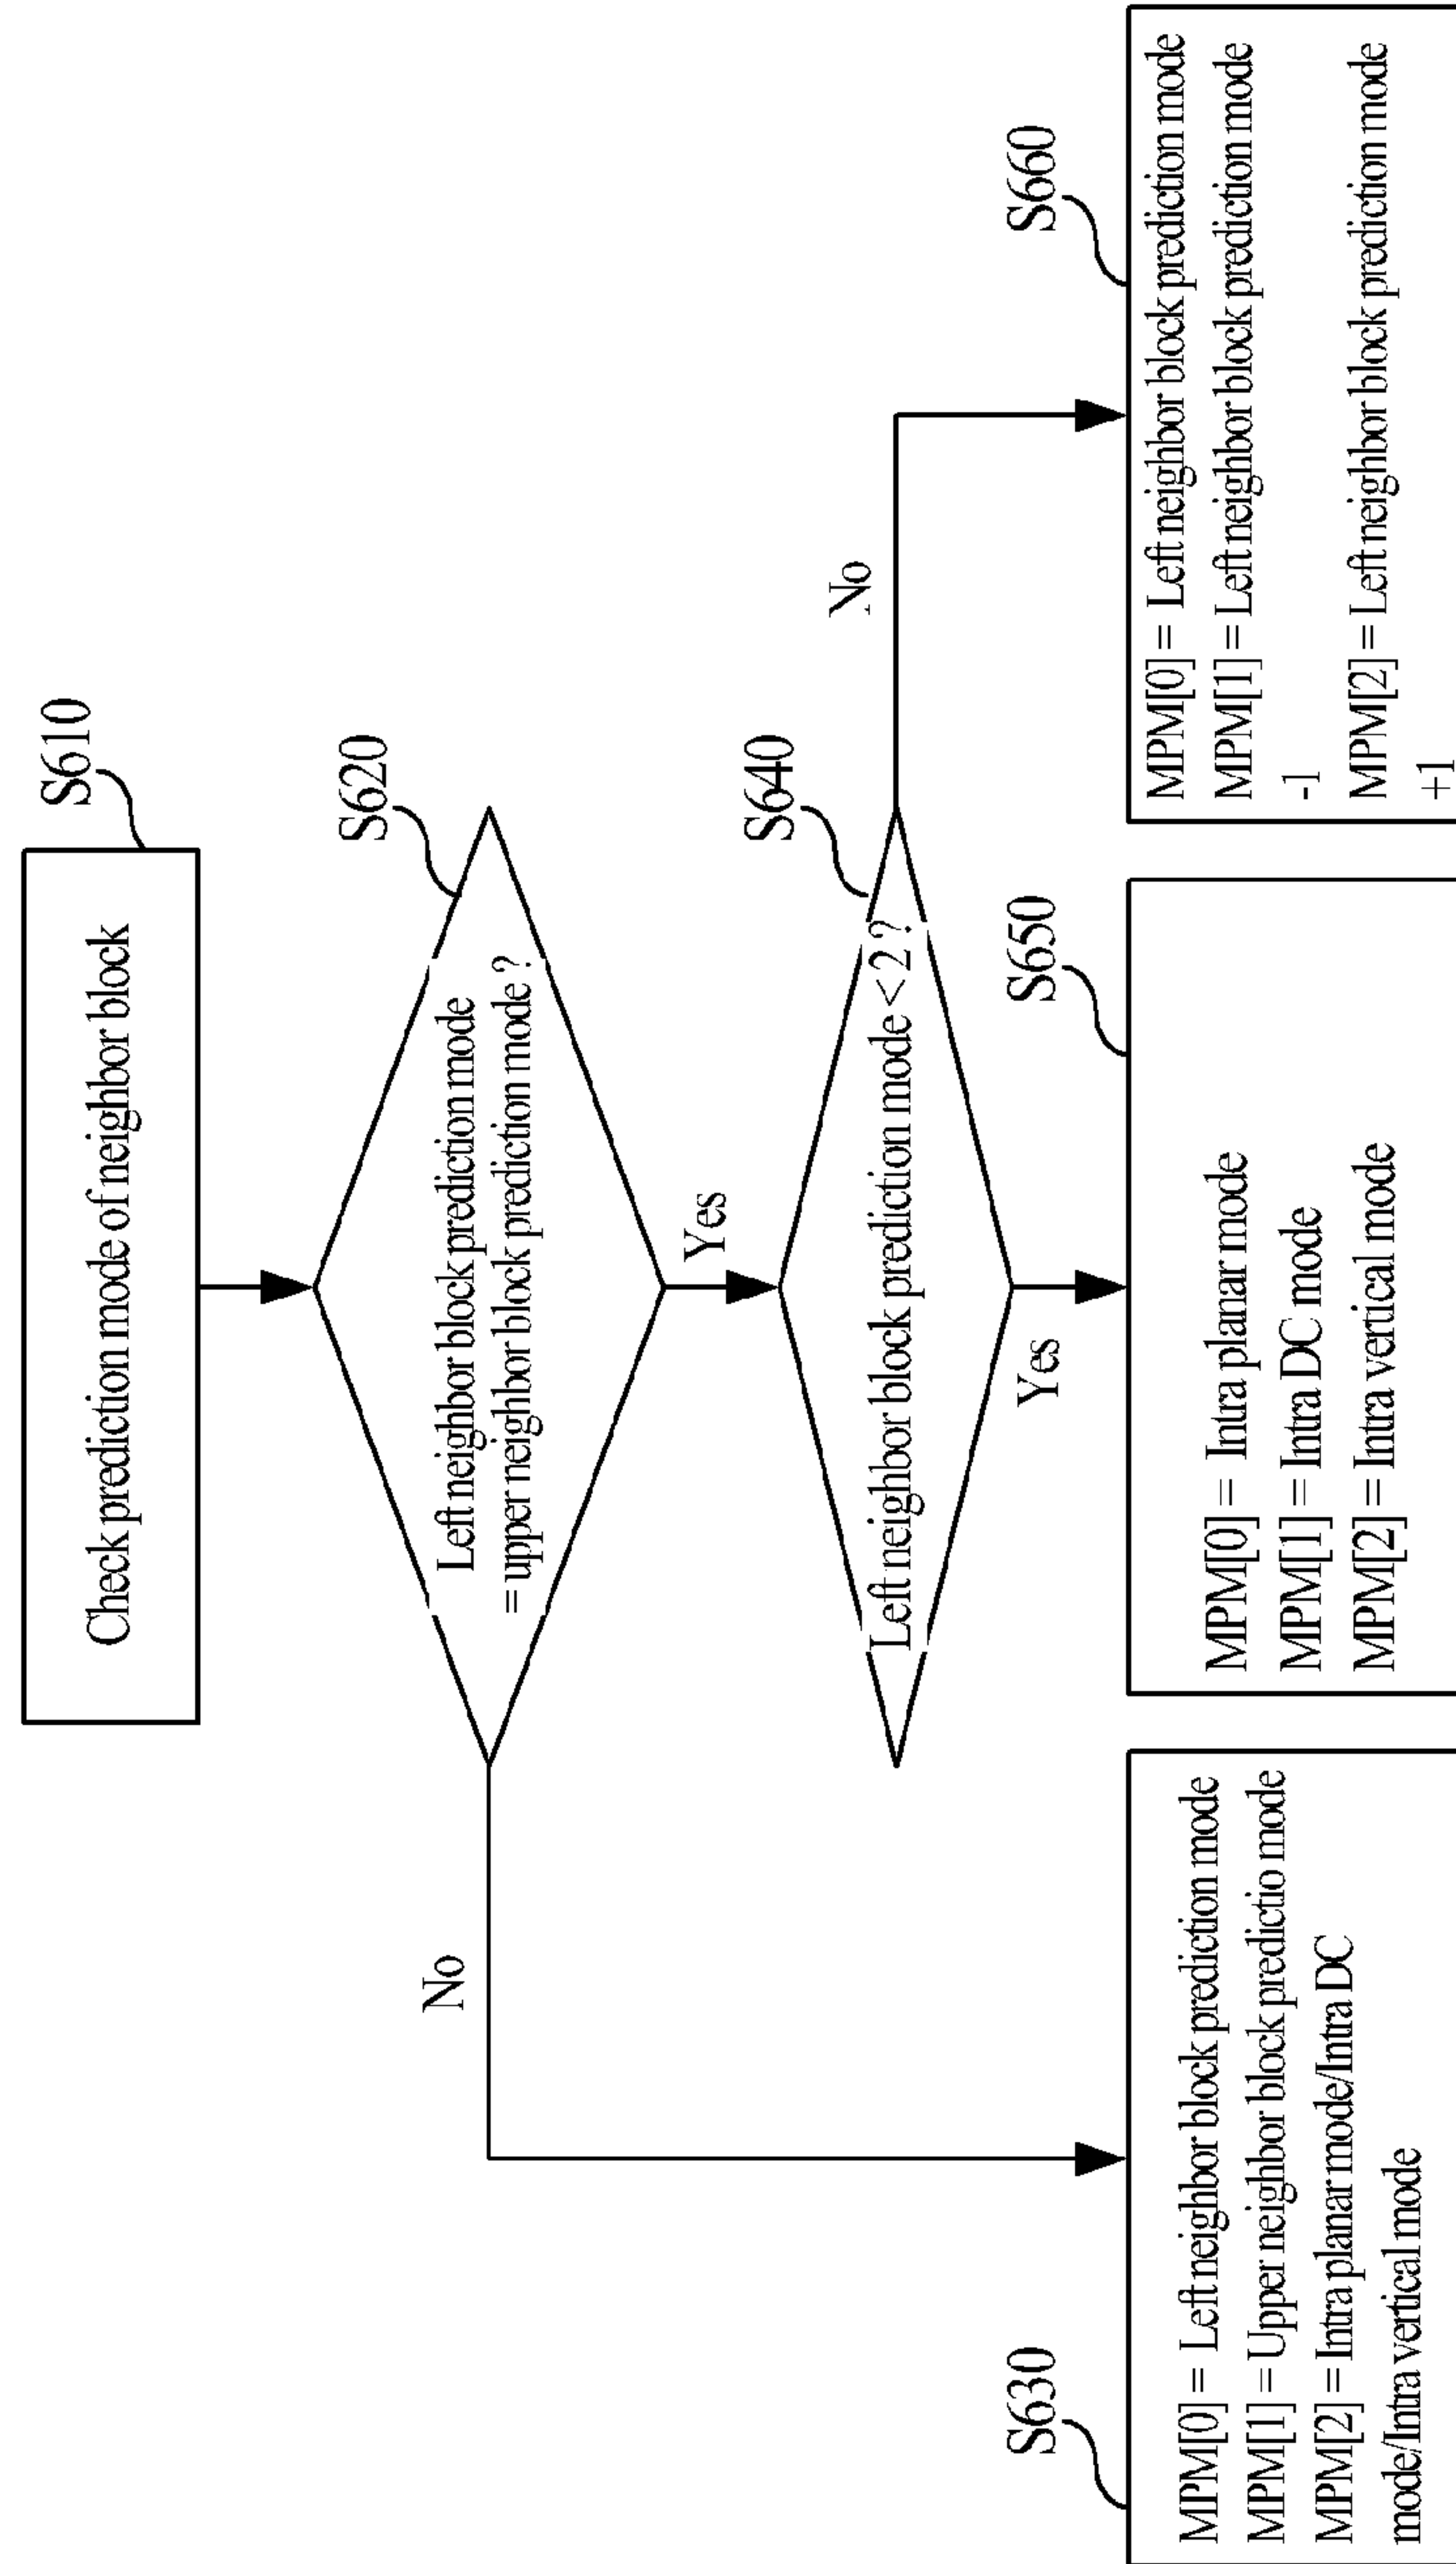 S610
Check prediction mode of neighbor block
S620
Left neighbor block prediction mode
= upper neighbor block prediction mode ?
No
Yes
S640
Left neighbor block prediction mode < 2 ?
No
Yes
S630
MPM[0] = Left neighbor block prediction mode
MPM[1] = Upper neighbor block predictio mode
MPM[2] = Intra planar mode/Intra DC
mode/Intra vertical mode
S650
MPM[0] = Intra planar mode
MPM[1] = Intra DC mode
MPM[2] = Intra vertical mode
S660
MPM[0] = Left neighbor block prediction mode
MPM[1] = Left neighbor block prediction mode
-1
MPM[2] = Left neighbor block prediction mode
+1